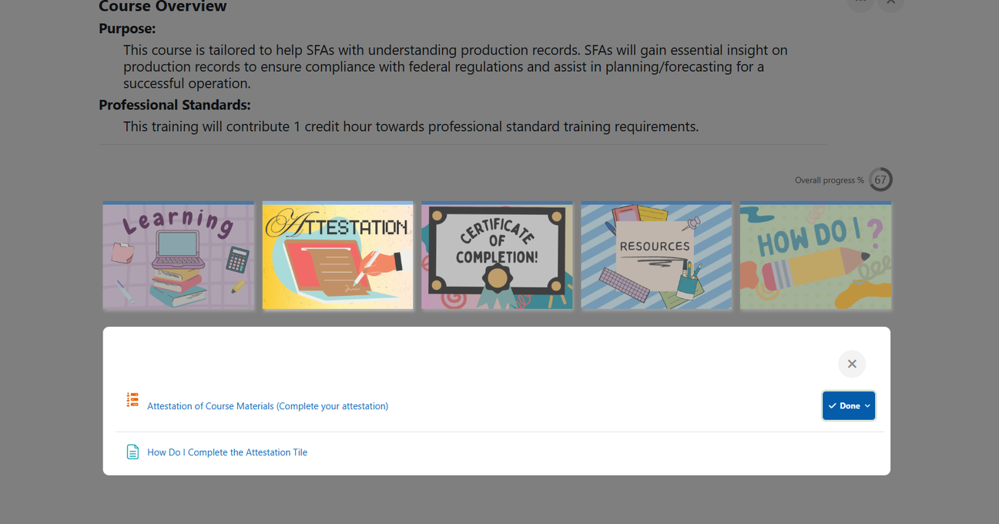 Course Overview
Purpose:
This course is tailored to help SFAs with understanding production records. SFAs will gain essential insight on
production records to ensure compliance with federal regulations and assist in planning/forecasting for a
successful operation.
Professional Standards:
This training will contribute 1 credit hour towards professional standard training requirements.
Overall progress % 67
Learning
ATTESTATION
CERTIFICATE
OF
COMPLETION!
RESOURCES
HOW DO I ?
Attestation of Course Materials (Complete your attestation)
Done
How Do I Complete the Attestation Tile